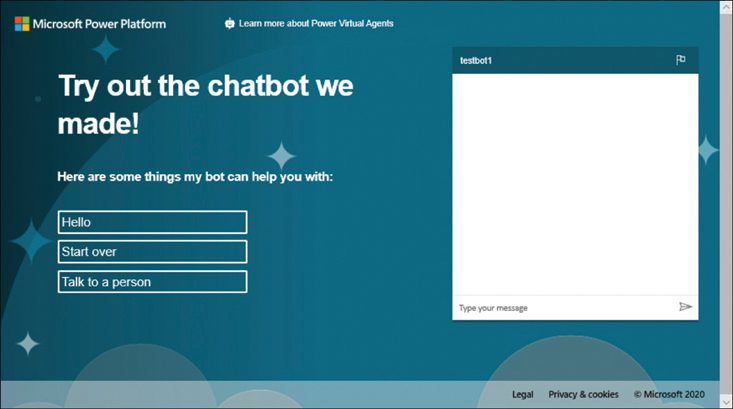 Microsoft Power Platform
Learn more about Power Virtual Agents
Try out the chatbot we
made!
Here are some things my bot can help you with:
Hello
Start over
Talk to a person
testbot1
Type your message
Legal
Privacy & cookies
© Microsoft 2020